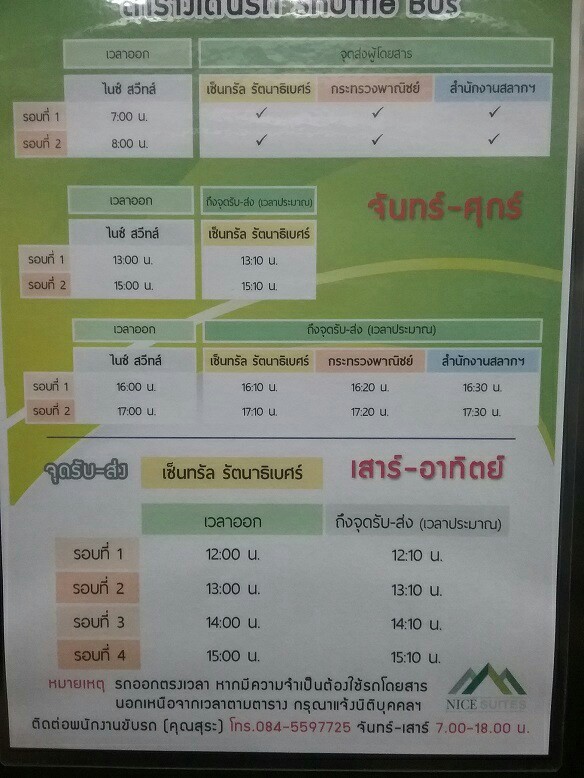 ตารางเดินรถ Shuttle Bus
เวลาออก จุดส่งผู้โดยสาร
ไนซ์ สวีทส์ เซ็นทรัล รัตนาธิเบศร์ กระทรวงพาณิชย์ สำนักงานสลากฯ
รอบที่ 1 7:00 น. ✓ ✓ ✓
รอบที่ 2 8:00 น. ✓ ✓ ✓
เวลาออก ถึงจุดรับ-ส่ง (เวลาประมาณ) จันทร์-ศุกร์
ไนซ์ สวีทส์ เซ็นทรัล รัตนาธิเบศร์
รอบที่ 1 13:00 น. 13:10 น.
รอบที่ 2 15:00 น. 15:10 น.
เวลาออก ถึงจุดรับ-ส่ง (เวลาประมาณ)
ไนซ์ สวีทส์ เซ็นทรัล รัตนาธิเบศร์ กระทรวงพาณิชย์ สำนักงานสลากฯ
รอบที่ 1 16:00 น. 16:10 น. 16:20 น. 16:30 น.
รอบที่ 2 17:00 น. 17:10 น. 17:20 น. 17:30 น.
จุดรับ-ส่ง เซ็นทรัล รัตนาธิเบศร์ เสาร์-อาทิตย์
เวลาออก ถึงจุดรับ-ส่ง (เวลาประมาณ)
รอบที่ 1 12:00 น. 12:10 น.
รอบที่ 2 13:00 น. 13:10 น.
รอบที่ 3 14:00 น. 14:10 น.
รอบที่ 4 15:00 น. 15:10 น.
หมายเหตุ รถออกตรงเวลา หากมีความจำเป็นต้องใช้รถโดยสาร
นอกเหนือจากเวลาตามตาราง กรุณาแจ้งนิติบุคคลฯ
NICE SUITES
ติดต่อพนักงานขับรถ (คุณสุระ) โทร.084-5597725 จันทร์-เสาร์ 7.00-18.00 น.